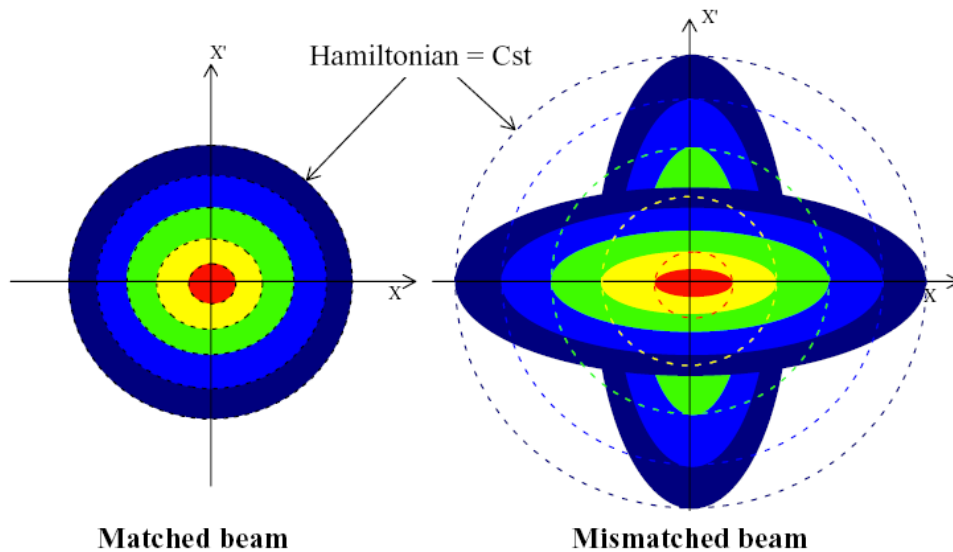 X'
X'
Hamiltonian = Cst
X
X
Matched beam
Mismatched beam